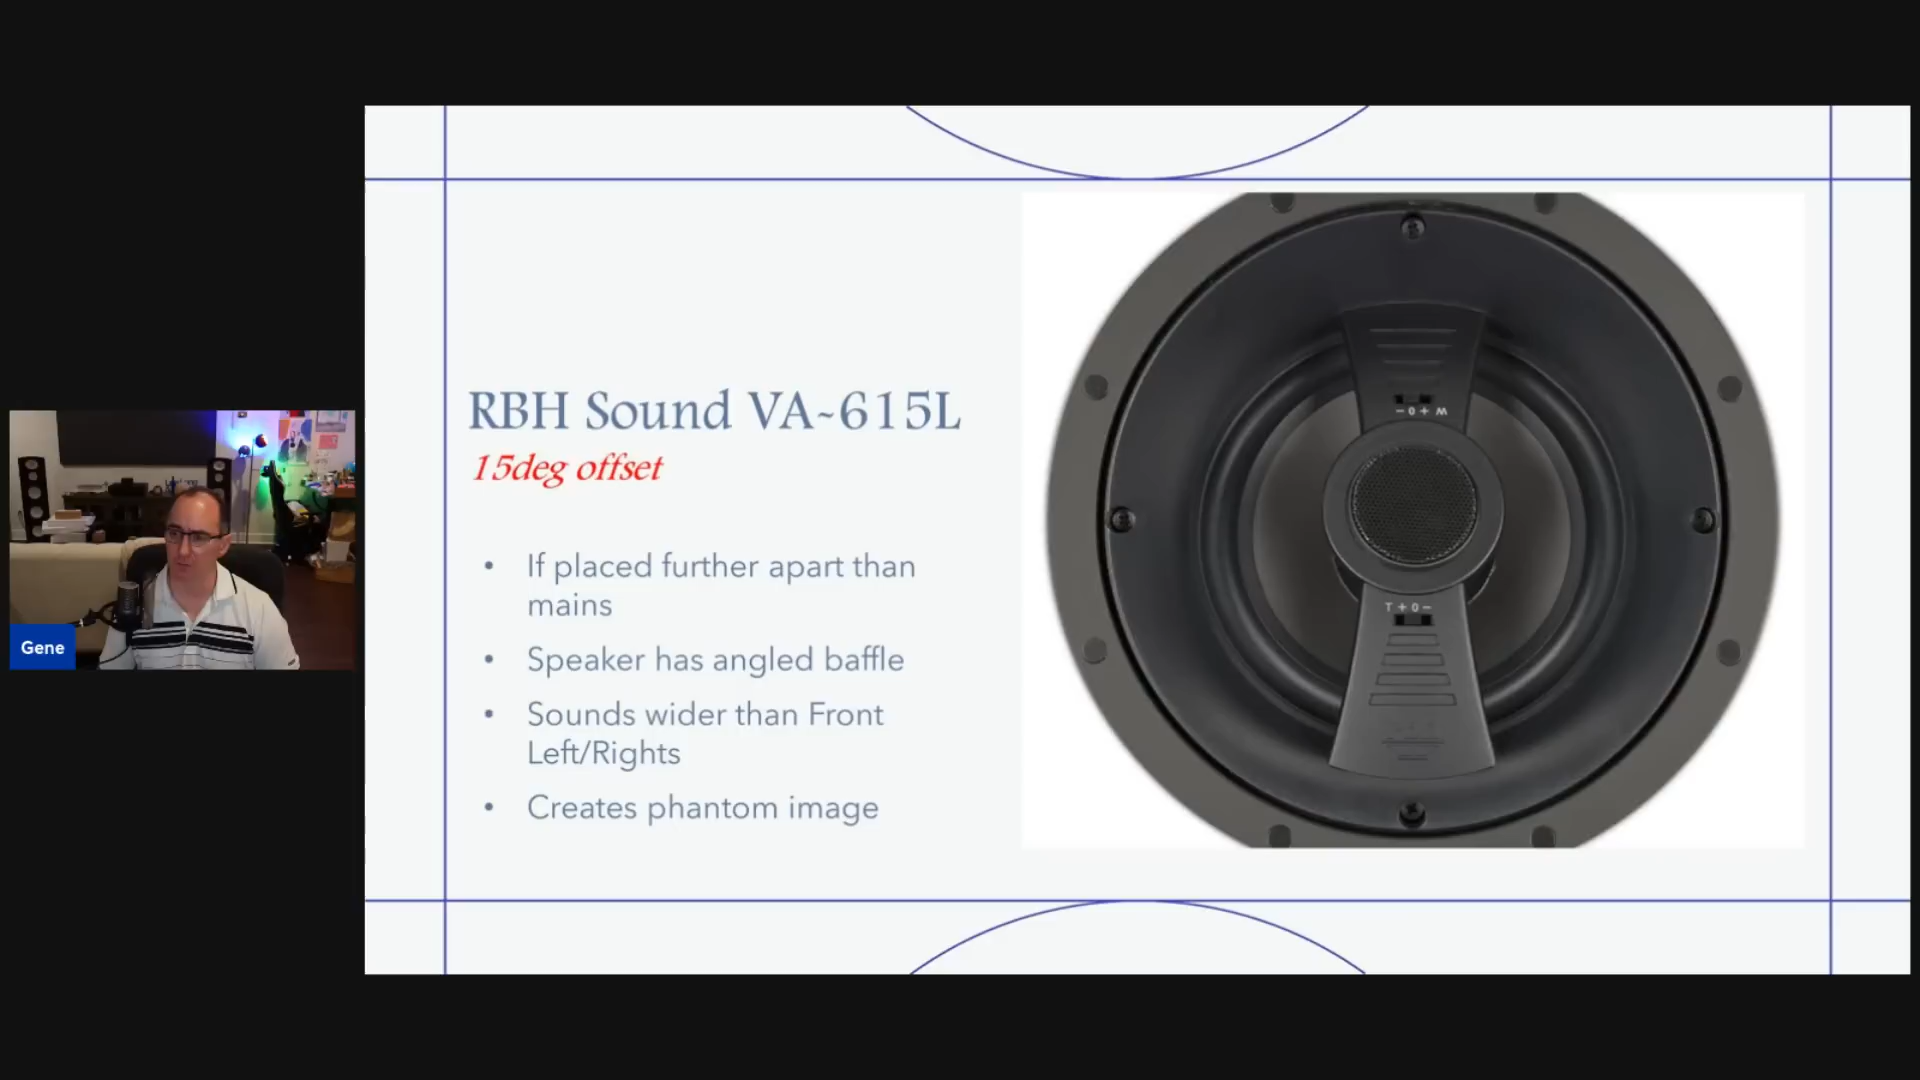 RBH Sound VA-615L
15deg offset
• If placed further apart than
mains
• Speaker has angled baffle
• Sounds wider than Front
Left/Rights
• Creates phantom image
- 0 + W
T + 0 -
Gene